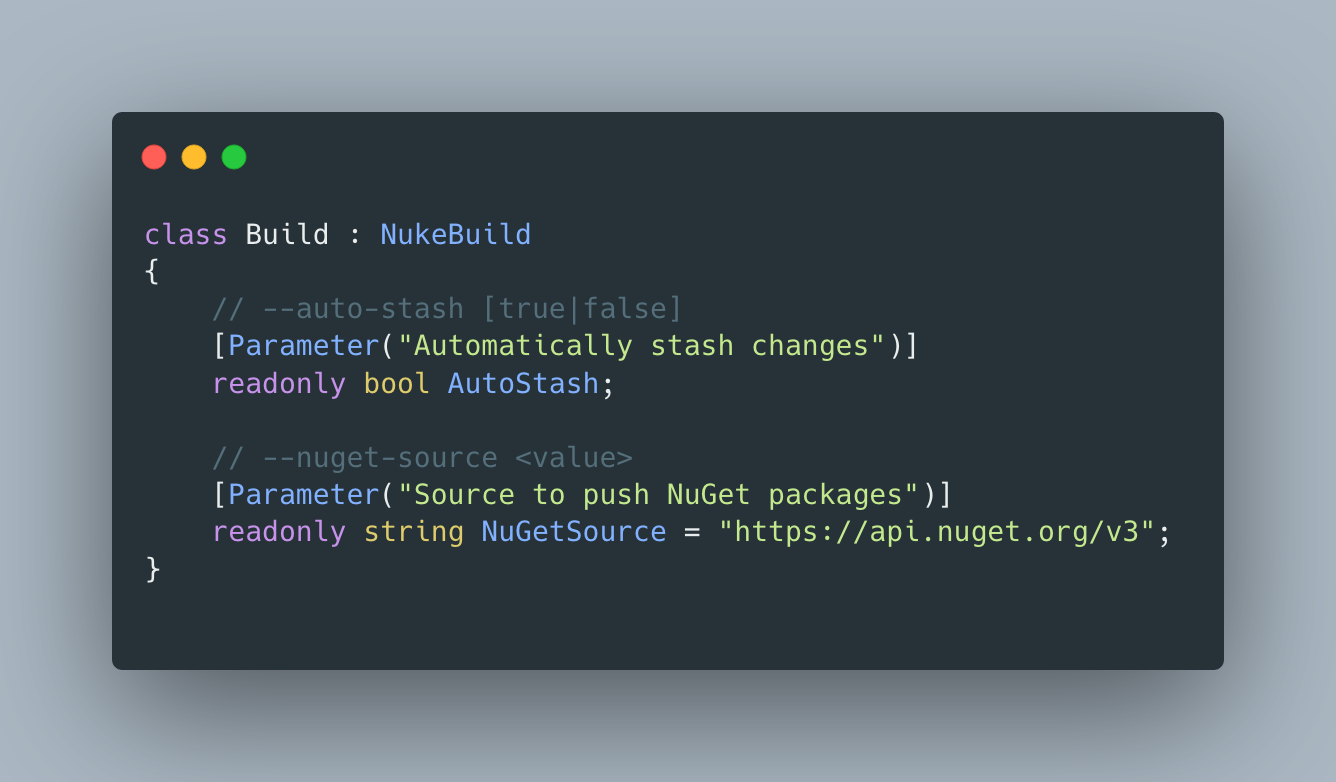 class Build : NukeBuild
{
    // --auto-stash [true|false]
    [Parameter("Automatically stash changes")]
    readonly bool AutoStash;

    // --nuget-source <value>
    [Parameter("Source to push NuGet packages")]
    readonly string NuGetSource = "https://api.nuget.org/v3";
}